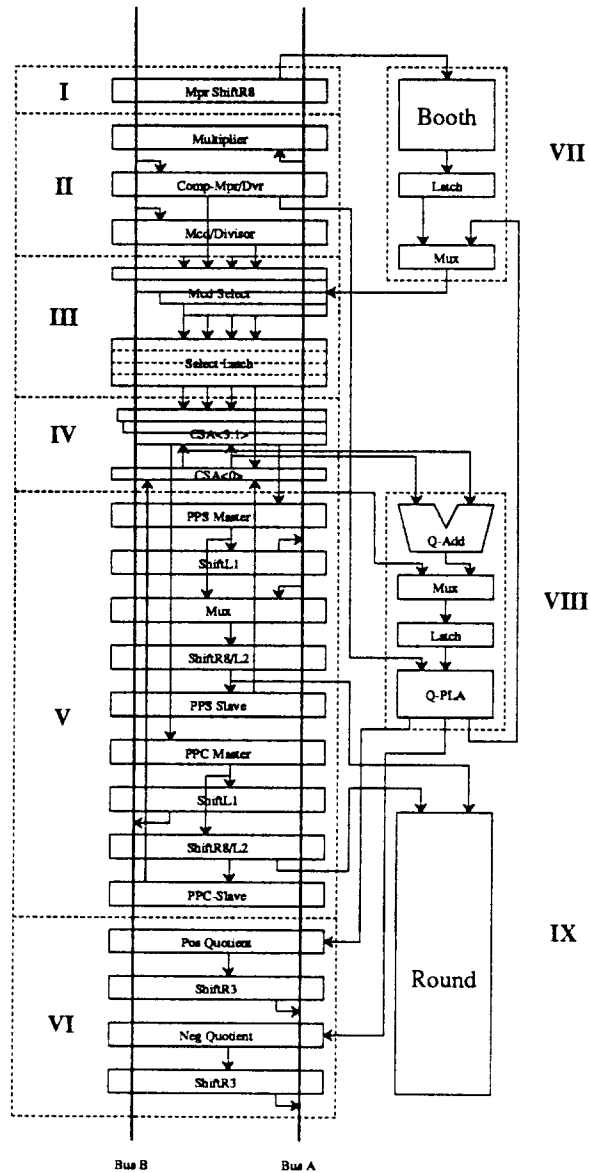 I
Mpr ShiftR8
Multiplier
II
Comp-Mpr/Dvr
Mcd/Divisor
III
Mcd Select
Select-Latch
IV
CSA<3:1>
CSA<0>
V
PPS Master
ShiftL1
Mux
ShiftR8/L2
PPS Slave
PPC Master
ShiftL1
ShiftR8/L2
PPC-Slave
VI
Pos Quotient
ShiftR3
Neg Quotient
ShiftR3
Bus B
Bus A
Booth
VII
Latch
Mux
Q-Add
Mux
VIII
Latch
Q-PLA
Round
IX